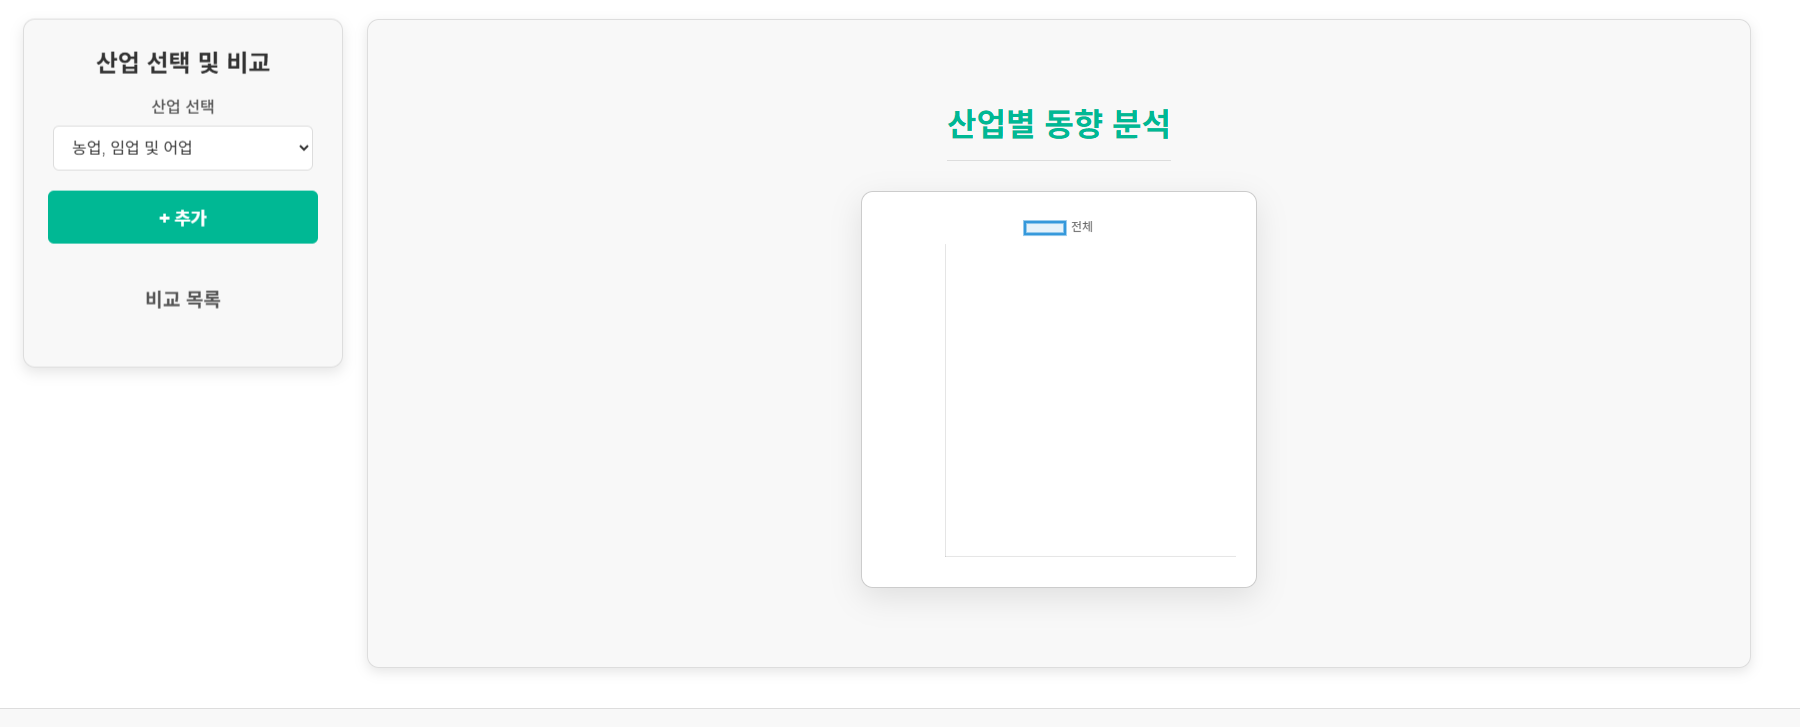 산업 선택 및 비교
산업 선택
농업, 임업 및 어업
+ 추가
비교 목록
산업별 동향 분석
전체